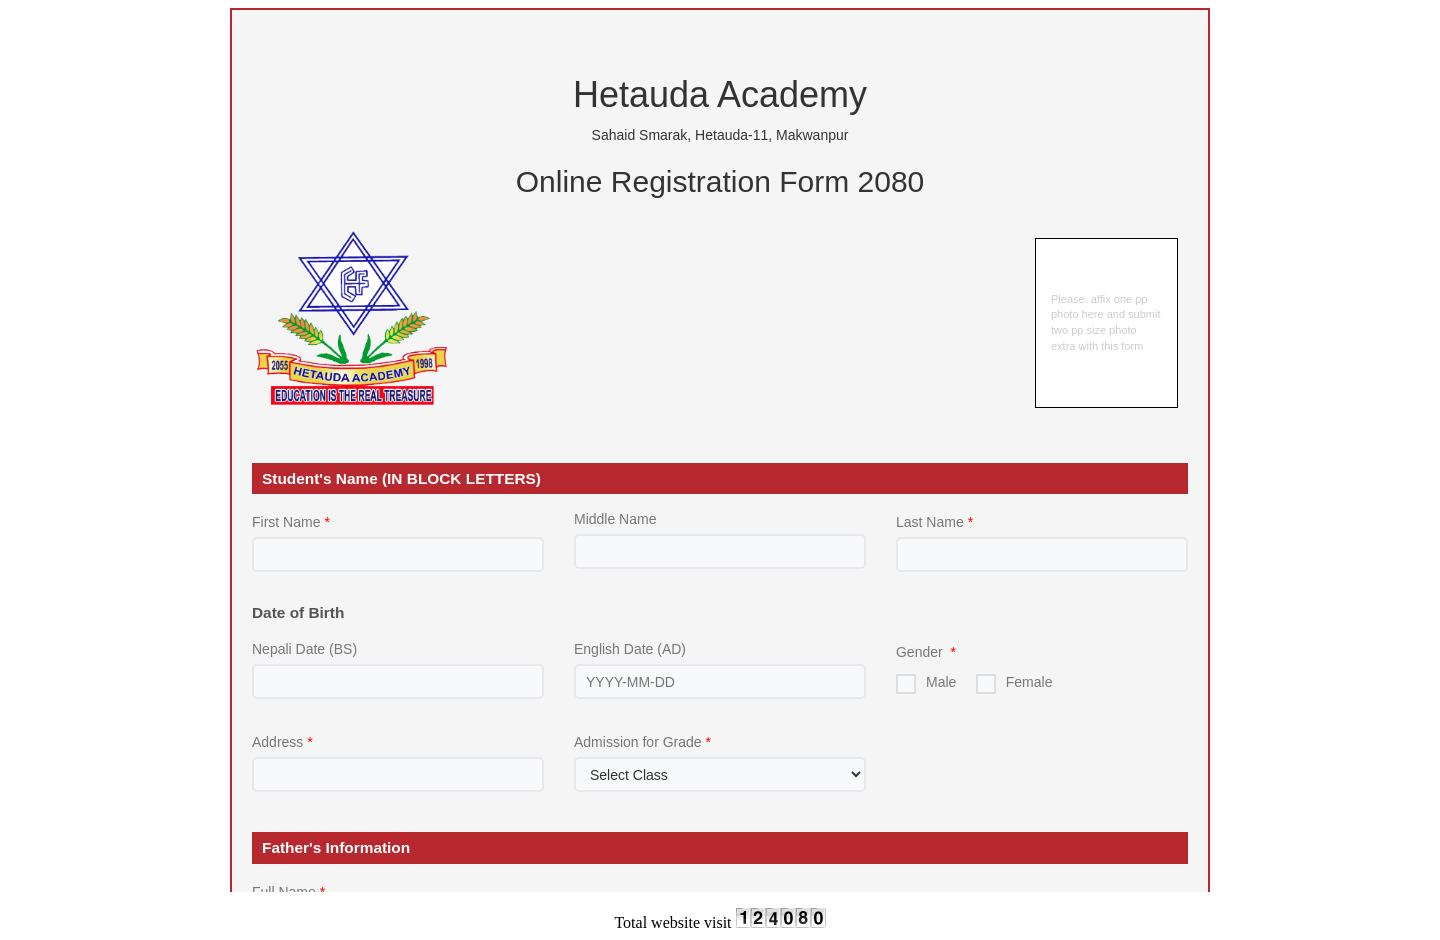 Hetauda Academy
Sahaid Smarak, Hetauda-11, Makwanpur
Online Registration Form 2080
2055 HETAUDA ACADEMY 1998
EDUCATION IS THE REAL TREASURE
Please. affix one pp
photo here and submit
two pp size photo
extra with this form
Student's Name (IN BLOCK LETTERS)
First Name * Middle Name Last Name *
Date of Birth
Nepali Date (BS) English Date (AD) Gender *
YYYY-MM-DD Male Female
Address * Admission for Grade *
Select Class
Father's Information
Full Name *
Total website visit 124080